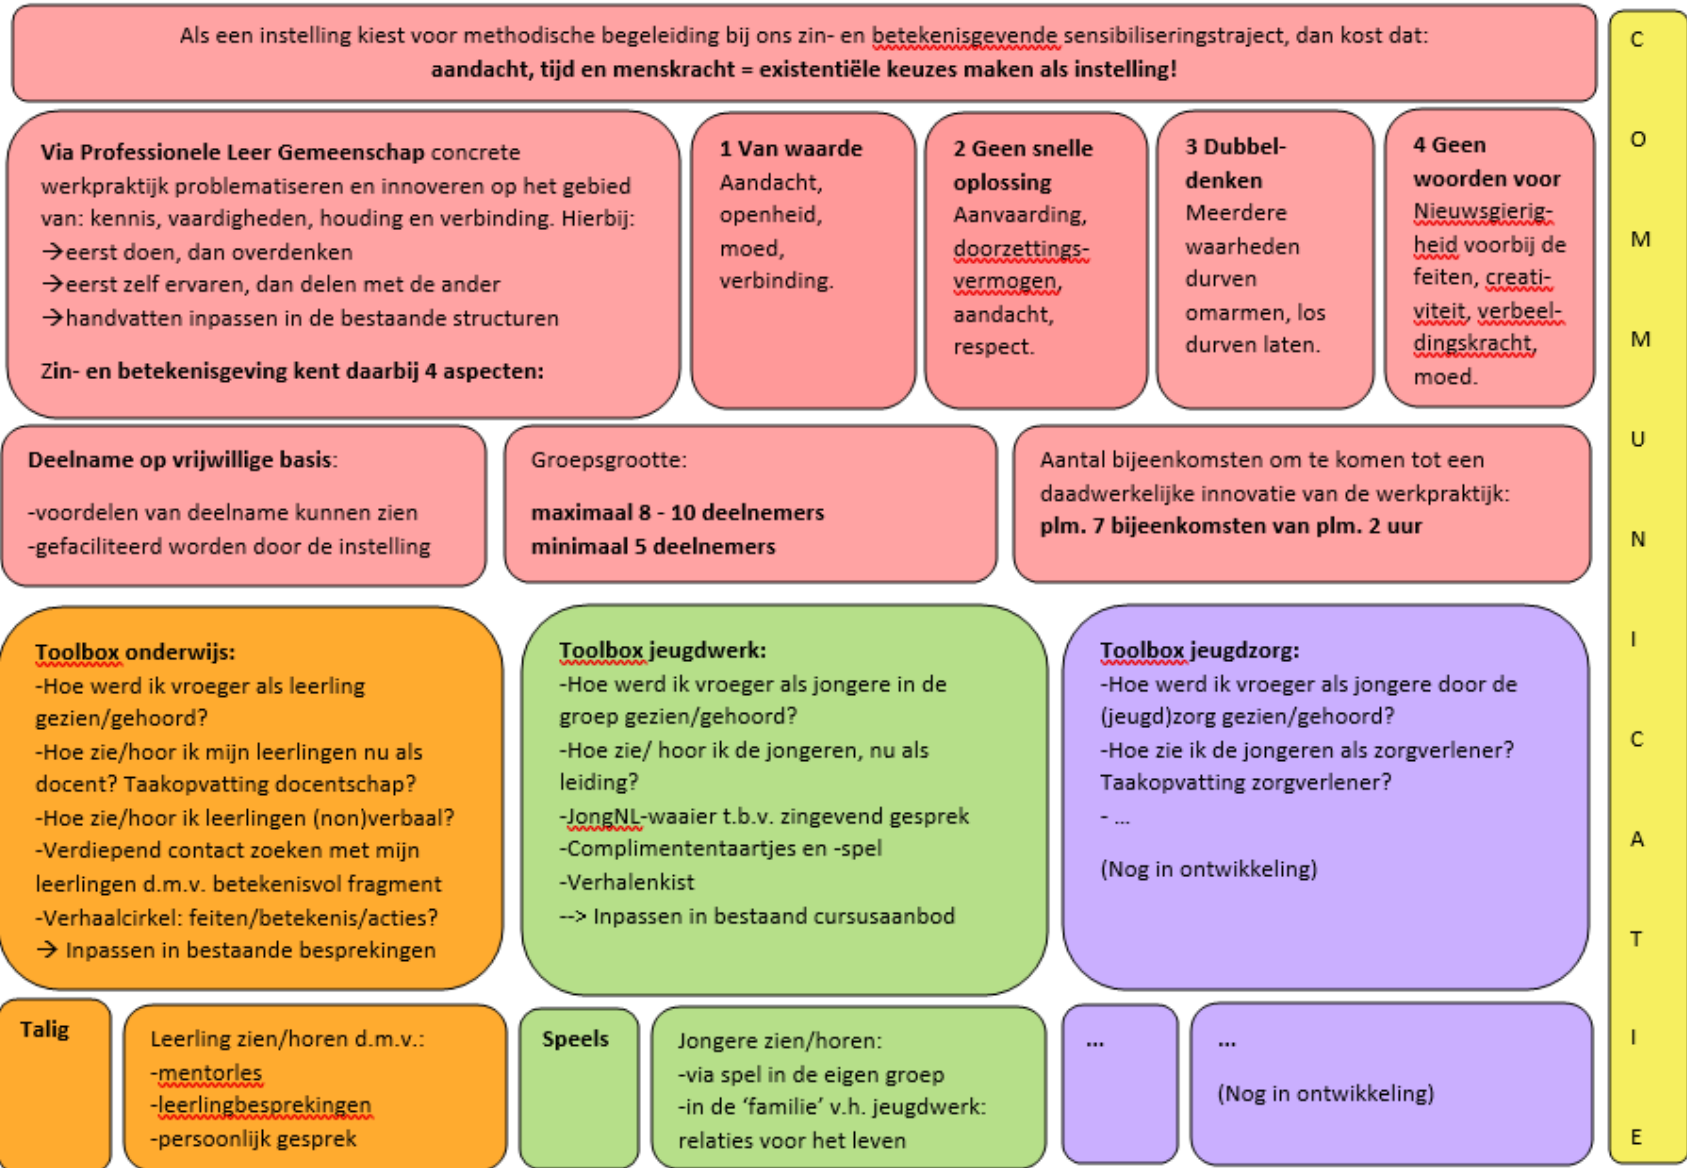 Als een instelling kiest voor methodische begeleiding bij ons zin- en betekenisgevende sensibiliseringstraject, dan kost dat:
aandacht, tijd en menskracht = existentiële keuzes maken als instelling!
Via Professionele Leer Gemeenschap concrete
werkpraktijk problematiseren en innoveren op het gebied
van: kennis, vaardigheden, houding en verbinding. Hierbij:
→eerst doen, dan overdenken
→eerst zelf ervaren, dan delen met de ander
→handvatten inpassen in de bestaande structuren
Zin- en betekenisgeving kent daarbij 4 aspecten:
1 Van waarde
Aandacht,
openheid,
moed,
verbinding.
2 Geen snelle
oplossing
Aanvaarding,
doorzettings-
vermogen,
aandacht,
respect.
3 Dubbel-
denken
Meerdere
waarheden
durven
omarmen, los
durven laten.
4 Geen
woorden voor
Nieuwsgierig-
heid voorbij de
feiten, creati-
viteit, verbeel-
dingskracht,
moed.
Deelname op vrijwillige basis:
-voordelen van deelname kunnen zien
-gefaciliteerd worden door de instelling
Groepsgrootte:
maximaal 8 - 10 deelnemers
minimaal 5 deelnemers
Aantal bijeenkomsten om te komen tot een
daadwerkelijke innovatie van de werkpraktijk:
plm. 7 bijeenkomsten van plm. 2 uur
Toolbox onderwijs:
-Hoe werd ik vroeger als leerling
gezien/gehoord?
-Hoe zie/hoor ik mijn leerlingen nu als
docent? Taakopvatting docentschap?
-Hoe zie/hoor ik leerlingen (non)verbaal?
-Verdiepend contact zoeken met mijn
leerlingen d.m.v. betekenisvol fragment
-Verhaalcirkel: feiten/betekenis/acties?
→ Inpassen in bestaande besprekingen
Toolbox jeugdwerk:
-Hoe werd ik vroeger als jongere in de
groep gezien/gehoord?
-Hoe zie/ hoor ik de jongeren, nu als
leiding?
-JongNL-waaier t.b.v. zingevend gesprek
-Complimententaartjes en -spel
-Verhalenkist
--> Inpassen in bestaand cursusaanbod
Toolbox jeugdzorg:
-Hoe werd ik vroeger als jongere door de
(jeugd)zorg gezien/gehoord?
-Hoe zie ik de jongeren als zorgverlener?
Taakopvatting zorgverlener?
- ...
(Nog in ontwikkeling)
Talig
Leerling zien/horen d.m.v.:
-mentorles
-leerlingbesprekingen
-persoonlijk gesprek
Speels
Jongere zien/horen:
-via spel in de eigen groep
-in de ‘familie’ v.h. jeugdwerk:
relaties voor het leven
...
...
(Nog in ontwikkeling)
C
O
M
M
U
N
I
C
A
T
I
E